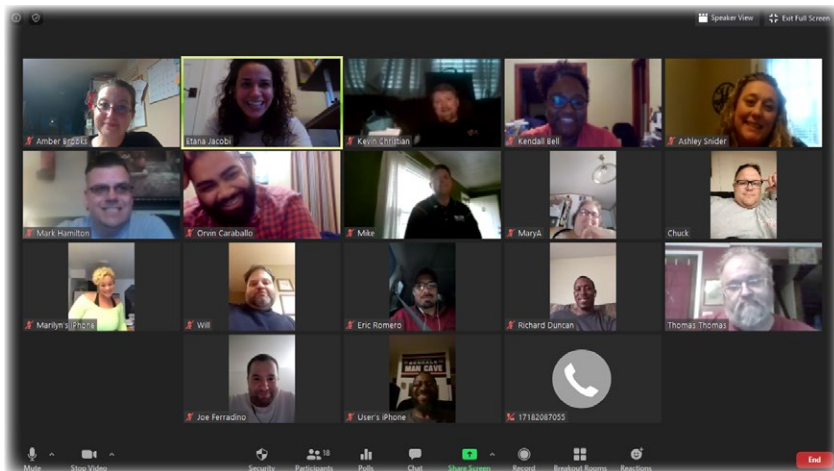 Speaker View Exit Full Screen
Amber Brooks Etana Jacobi Kevin Christian Kendall Bell Ashley Snider
Mark Hamilton Orvin Caraballo Mike MaryA Chuck
Marilyn's iPhone Will Eric Romero Richard Duncan Thomas Thomas
MAN CAVE
Joe Ferradino User's iPhone 17182087055
18
Mute Stop Video Security Participants Polls Chat Share Screen Record Breakout Rooms Reactions End